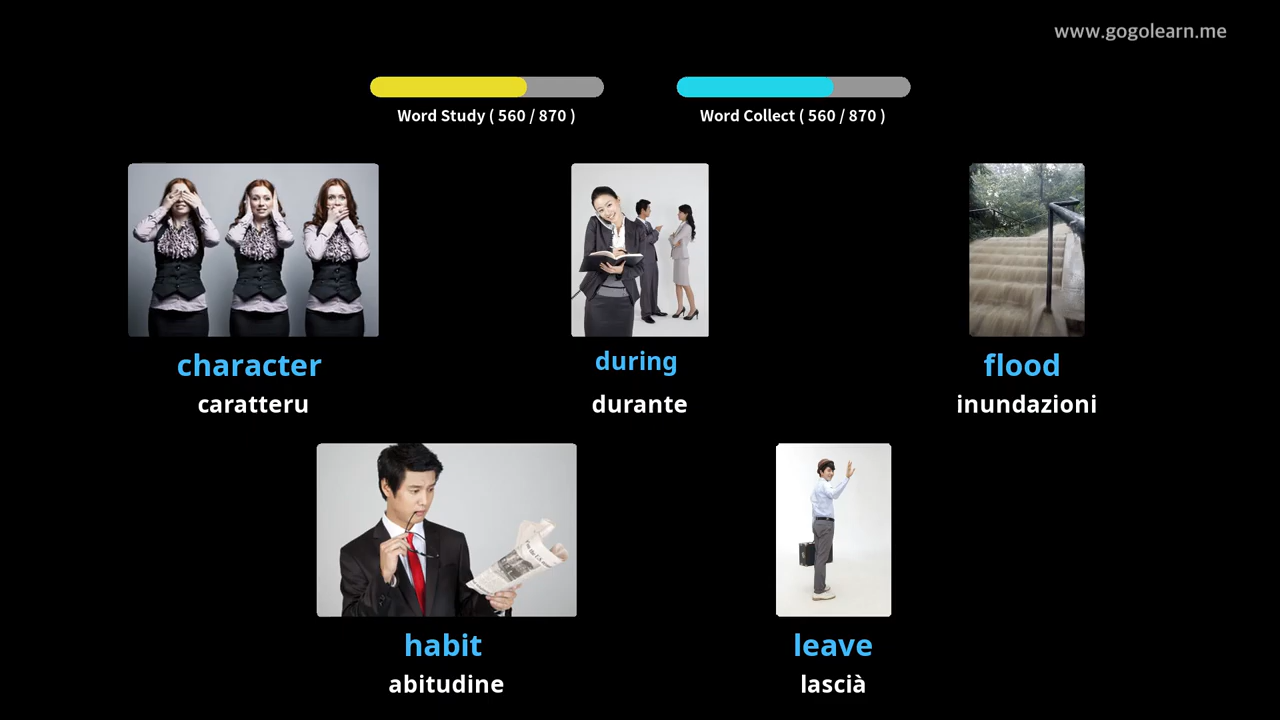 www.gogolearn.me
Word Study ( 560 / 870 )
Word Collect ( 560 / 870 )
character
caratteru
during
durante
flood
inundazioni
habit
abitudine
leave
lascià